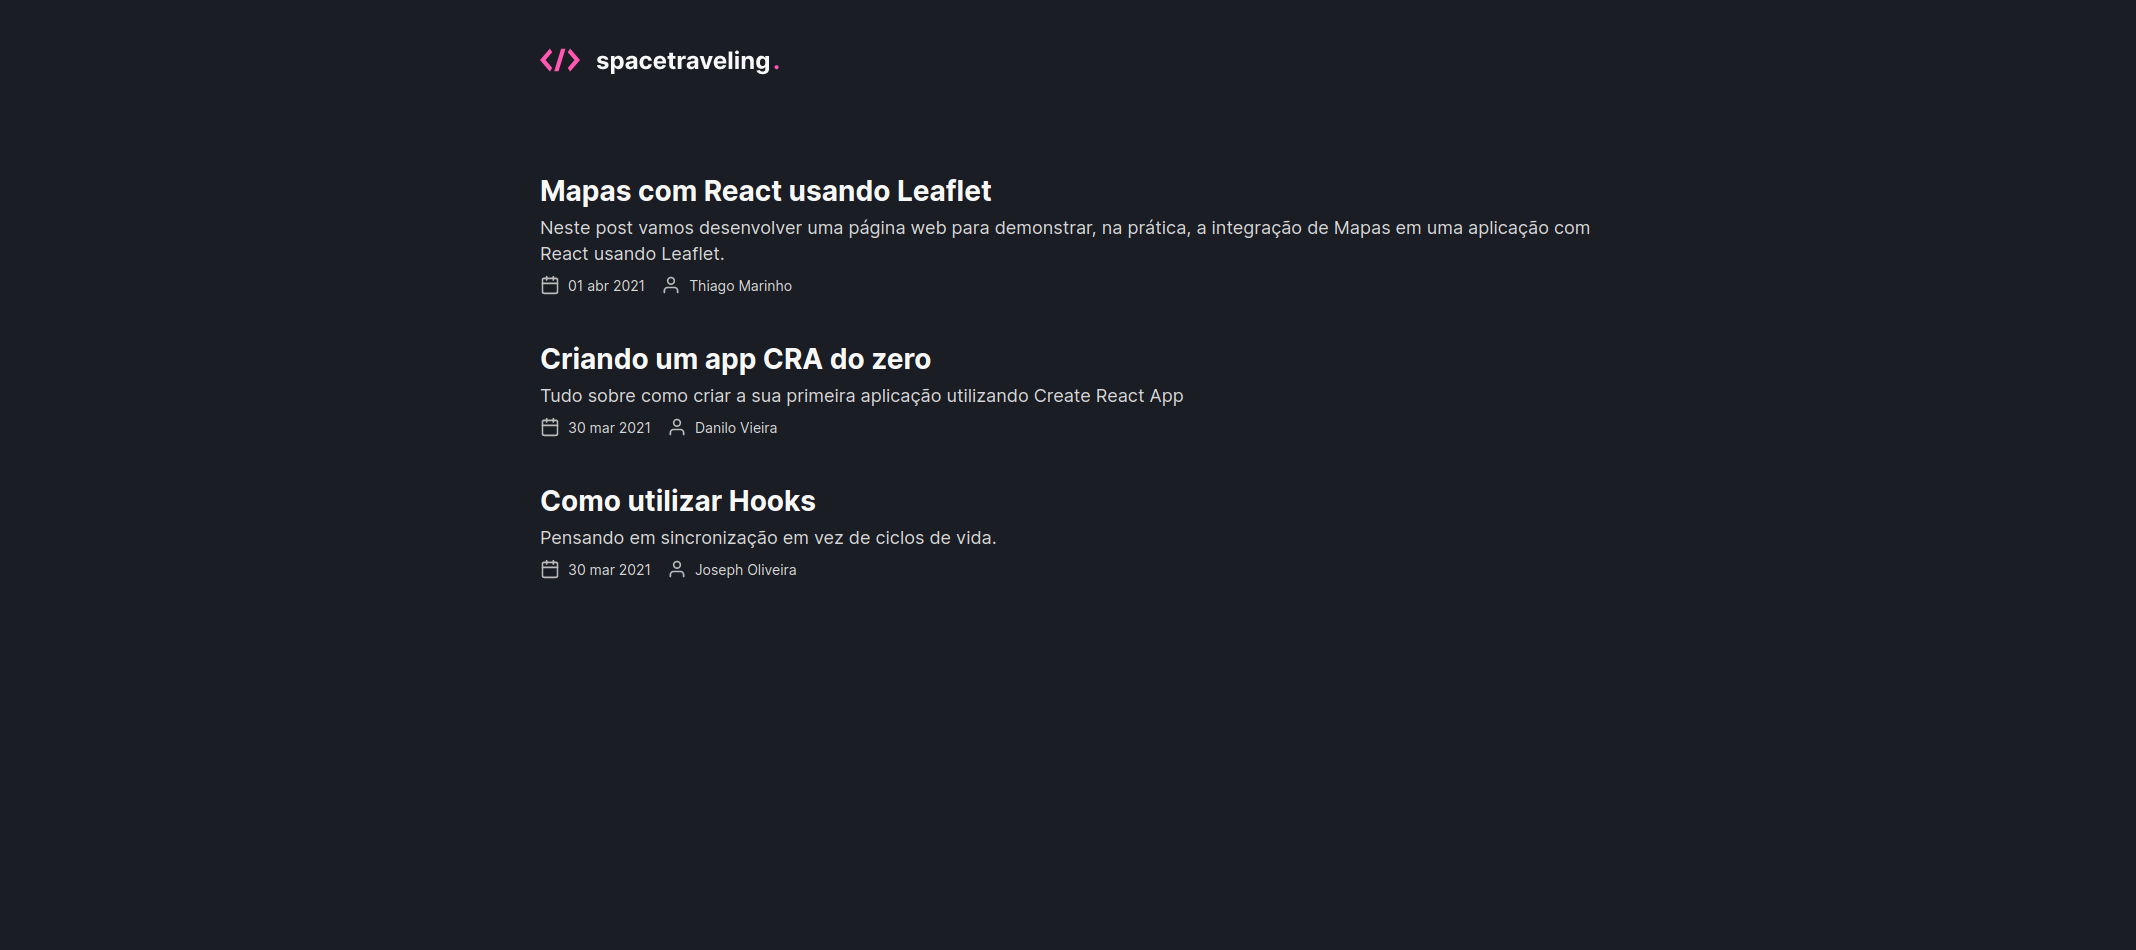 spacetraveling.
Mapas com React usando Leaflet
Neste post vamos desenvolver uma página web para demonstrar, na prática, a integração de Mapas em uma aplicação com
React usando Leaflet.
01 abr 2021 Thiago Marinho
Criando um app CRA do zero
Tudo sobre como criar a sua primeira aplicação utilizando Create React App
30 mar 2021 Danilo Vieira
Como utilizar Hooks
Pensando em sincronização em vez de ciclos de vida.
30 mar 2021 Joseph Oliveira